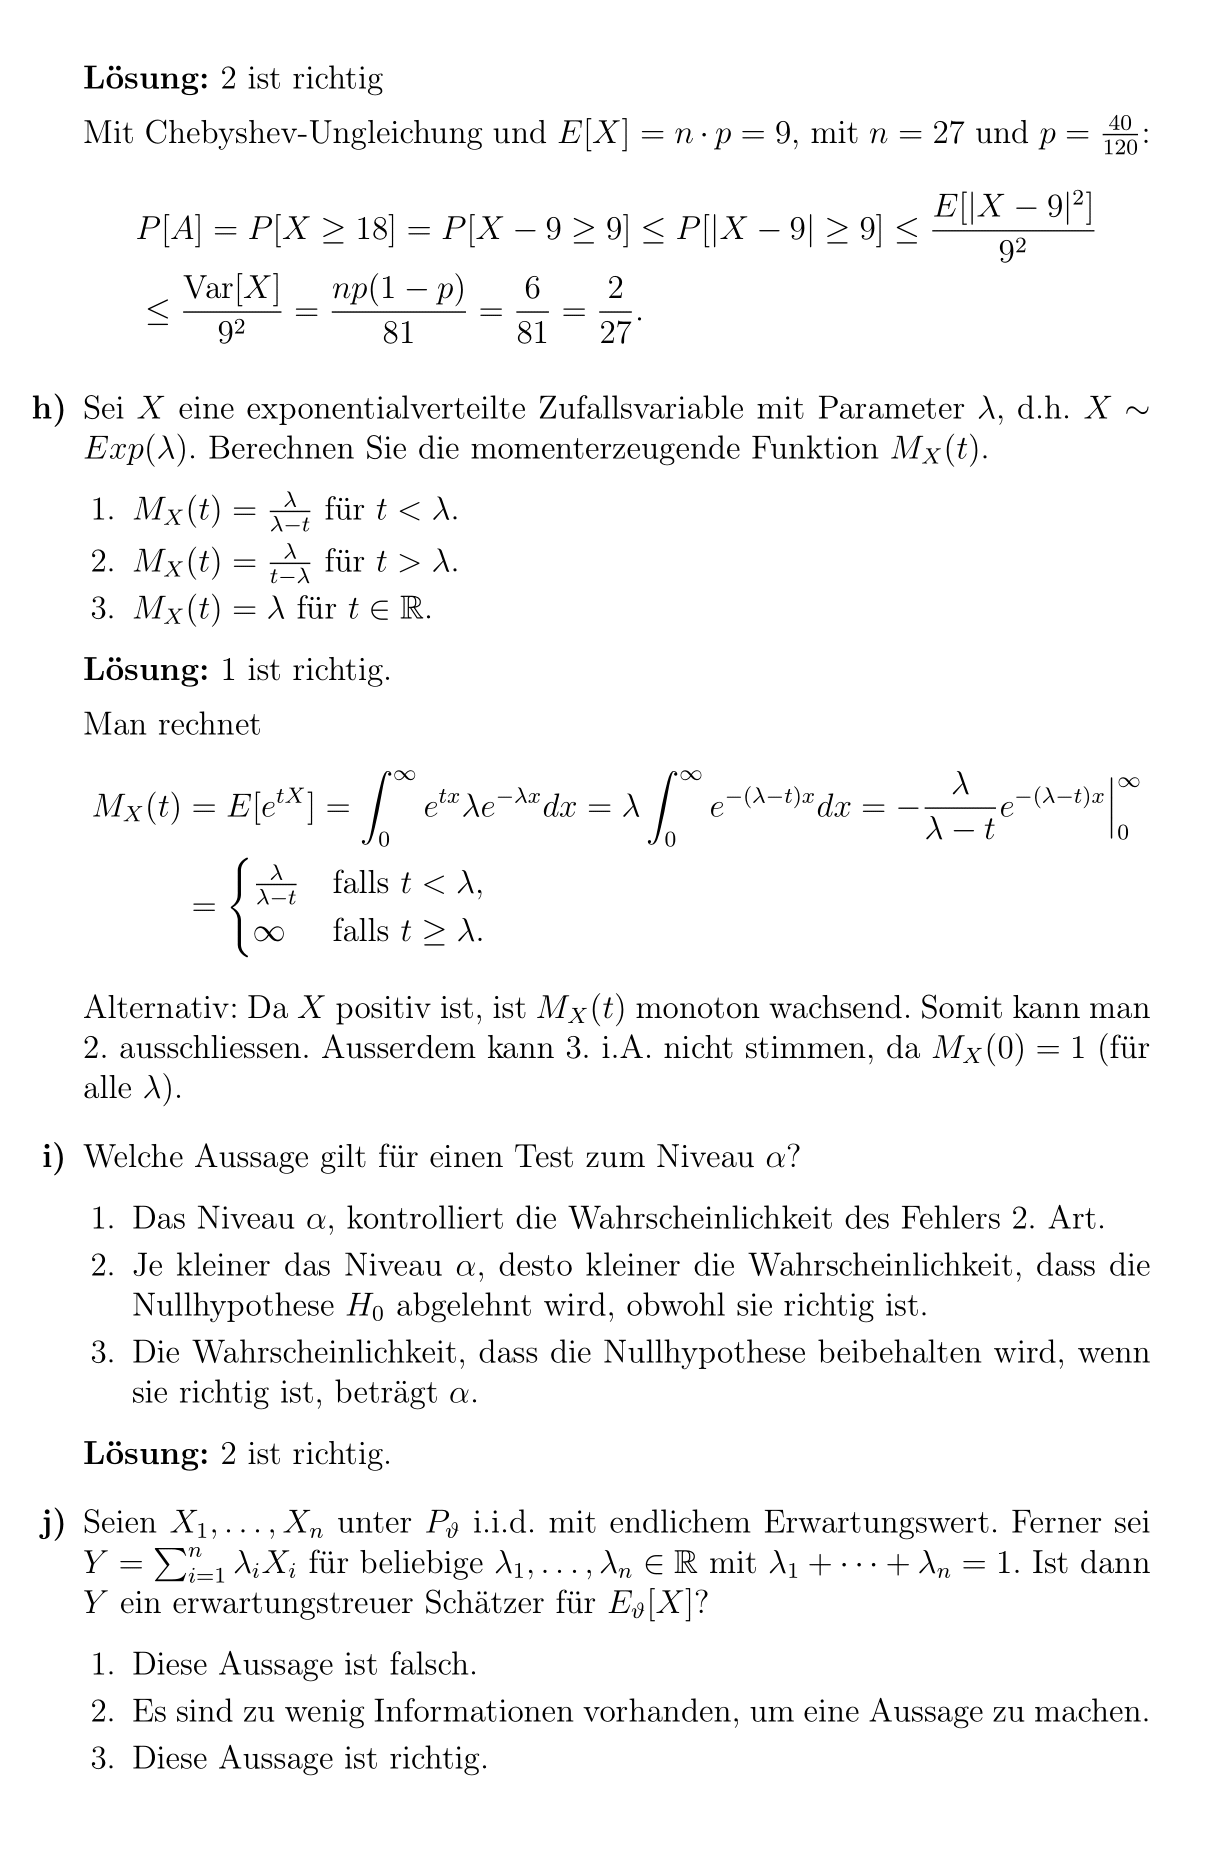 Lösung: 2 ist richtig
Mit Chebyshev-Ungleichung und $E[X] = n \cdot p = 9$, mit $n = 27$ und $p = \frac{40}{120}$:
$P[A] = P[X \geq 18] = P[X - 9 \geq 9] \leq P[|X - 9| \geq 9] \leq \frac{E[|X - 9|^2]}{9^2}$
$\leq \frac{\mathrm{Var}[X]}{9^2} = \frac{np(1 - p)}{81} = \frac{6}{81} = \frac{2}{27}.$
h) Sei $X$ eine exponentialverteilte Zufallsvariable mit Parameter $\lambda$, d.h. $X \sim$
$Exp(\lambda)$. Berechnen Sie die momenterzeugende Funktion $M_X(t)$.
1. $M_X(t) = \frac{\lambda}{\lambda - t}$ für $t < \lambda$.
2. $M_X(t) = \frac{\lambda}{t - \lambda}$ für $t > \lambda$.
3. $M_X(t) = \lambda$ für $t \in \mathbb{R}$.
Lösung: 1 ist richtig.
Man rechnet
$M_X(t) = E[e^{tX}] = \int_0^\infty e^{tx} \lambda e^{-\lambda x} dx = \lambda \int_0^\infty e^{-(\lambda - t)x} dx = -\frac{\lambda}{\lambda - t} e^{-(\lambda - t)x} \Big|_0^\infty$
$= \begin{cases} \frac{\lambda}{\lambda - t} & \text{falls } t < \lambda, \\ \infty & \text{falls } t \geq \lambda. \end{cases}$
Alternativ: Da $X$ positiv ist, ist $M_X(t)$ monoton wachsend. Somit kann man
2. ausschliessen. Ausserdem kann 3. i.A. nicht stimmen, da $M_X(0) = 1$ (für
alle $\lambda$).
i) Welche Aussage gilt für einen Test zum Niveau $\alpha$?
1. Das Niveau $\alpha$, kontrolliert die Wahrscheinlichkeit des Fehlers 2. Art.
2. Je kleiner das Niveau $\alpha$, desto kleiner die Wahrscheinlichkeit, dass die
Nullhypothese $H_0$ abgelehnt wird, obwohl sie richtig ist.
3. Die Wahrscheinlichkeit, dass die Nullhypothese beibehalten wird, wenn
sie richtig ist, beträgt $\alpha$.
Lösung: 2 ist richtig.
j) Seien $X_1, \ldots, X_n$ unter $P_\vartheta$ i.i.d. mit endlichem Erwartungswert. Ferner sei
$Y = \sum_{i=1}^n \lambda_i X_i$ für beliebige $\lambda_1, \ldots, \lambda_n \in \mathbb{R}$ mit $\lambda_1 + \cdots + \lambda_n = 1$. Ist dann
$Y$ ein erwartungstreuer Schätzer für $E_\vartheta[X]$?
1. Diese Aussage ist falsch.
2. Es sind zu wenig Informationen vorhanden, um eine Aussage zu machen.
3. Diese Aussage ist richtig.